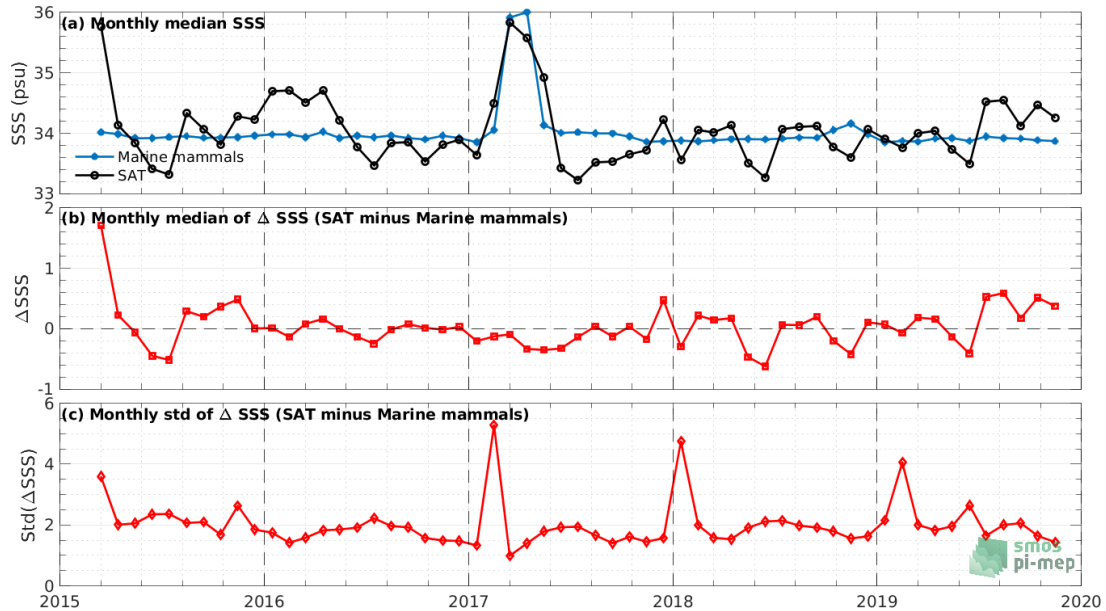 (a) Monthly median SSS
SSS (psu)
36
35
34
33
Marine mammals
SAT
(b) Monthly median of Δ SSS (SAT minus Marine mammals)
ΔSSS
2
1
0
-1
(c) Monthly std of Δ SSS (SAT minus Marine mammals)
Std(ΔSSS)
6
4
2
0
2015 2016 2017 2018 2019 2020
smos
pi-mep